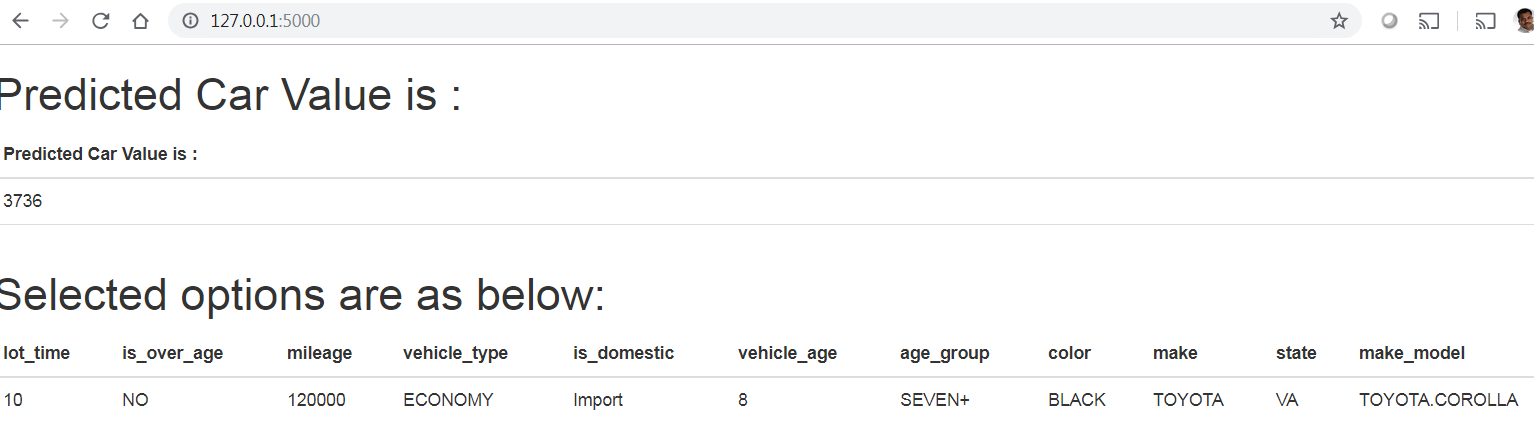 127.0.0.1:5000
Predicted Car Value is :
Predicted Car Value is :
3736
Selected options are as below:
lot_time is_over_age mileage vehicle_type is_domestic vehicle_age age_group color make state make_model
10 NO 120000 ECONOMY Import 8 SEVEN+ BLACK TOYOTA VA TOYOTA.COROLLA